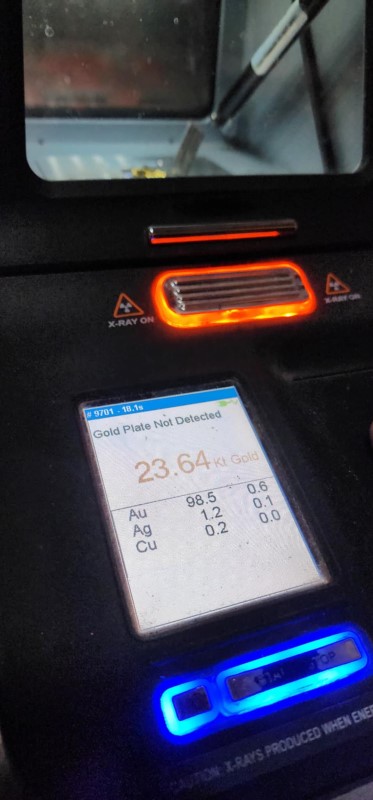 X-RAY ON
X-RAY ON
# 9701 - 18.1s
Gold Plate Not Detected
23.64 Kt Gold
Au 98.5 0.6
Ag 1.2 0.1
Cu 0.2 0.0
CAUTION: X-RAYS PRODUCED WHEN